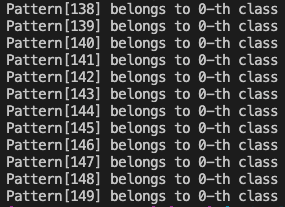 Pattern[138] belongs to 0-th class
Pattern[139] belongs to 0-th class
Pattern[140] belongs to 0-th class
Pattern[141] belongs to 0-th class
Pattern[142] belongs to 0-th class
Pattern[143] belongs to 0-th class
Pattern[144] belongs to 0-th class
Pattern[145] belongs to 0-th class
Pattern[146] belongs to 0-th class
Pattern[147] belongs to 0-th class
Pattern[148] belongs to 0-th class
Pattern[149] belongs to 0-th class